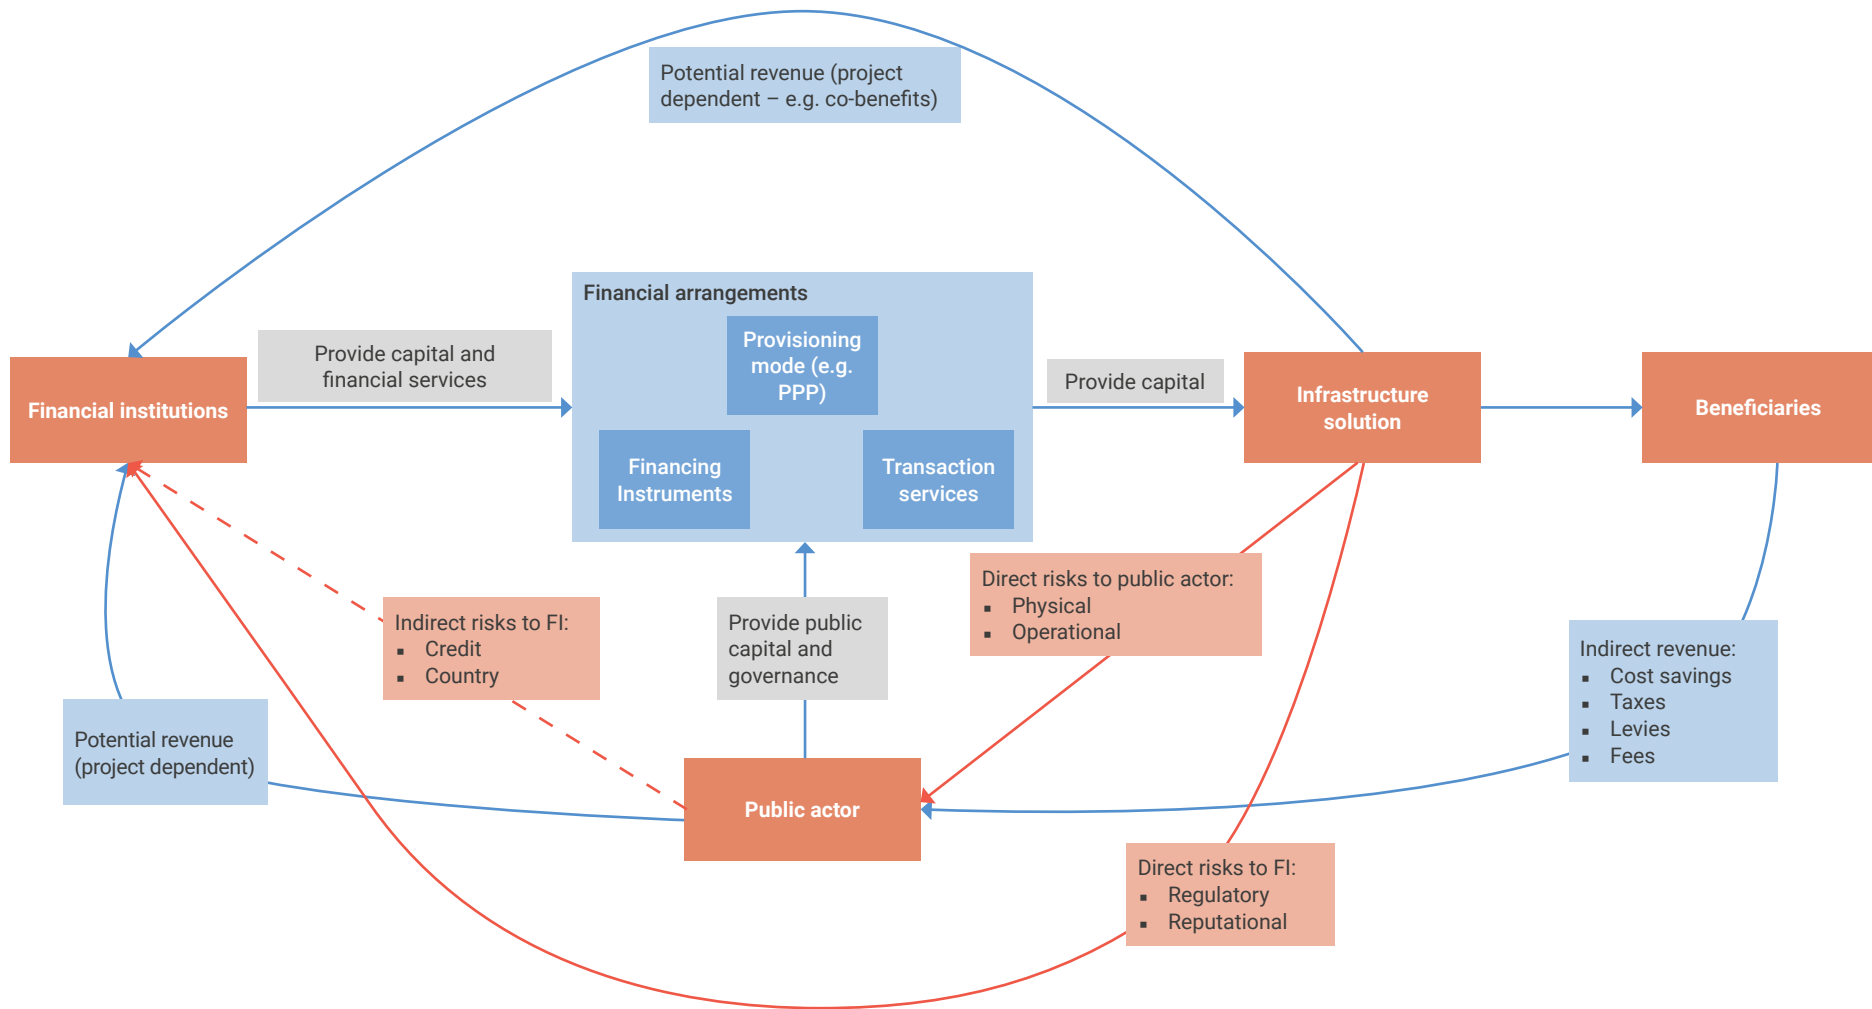 Potential revenue (project
dependent – e.g. co-benefits)
Financial arrangements
Provisioning
mode (e.g.
PPP)
Financing
Instruments
Transaction
services
Provide capital and
financial services
Provide capital
Financial institutions
Infrastructure
solution
Beneficiaries
Direct risks to public actor:
▪ Physical
▪ Operational
Indirect risks to FI:
▪ Credit
▪ Country
Provide public
capital and
governance
Indirect revenue:
▪ Cost savings
▪ Taxes
▪ Levies
▪ Fees
Potential revenue
(project dependent)
Public actor
Direct risks to FI:
▪ Regulatory
▪ Reputational